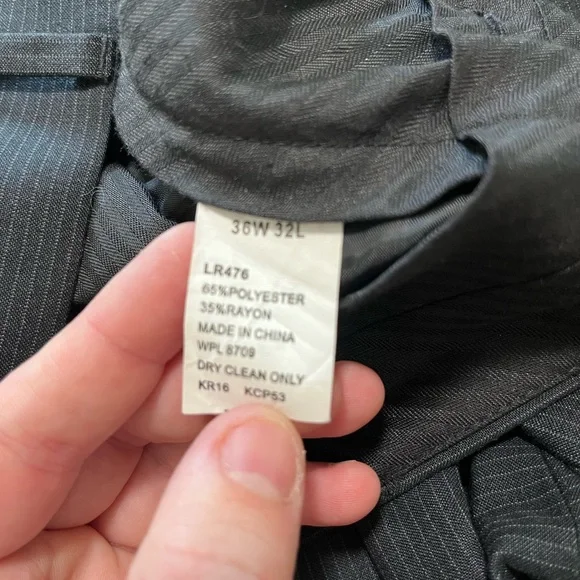 36W 32L
LR476
65%POLYESTER
35%RAYON
MADE IN CHINA
WPL 8709
DRY CLEAN ONLY
KR16 KCP53